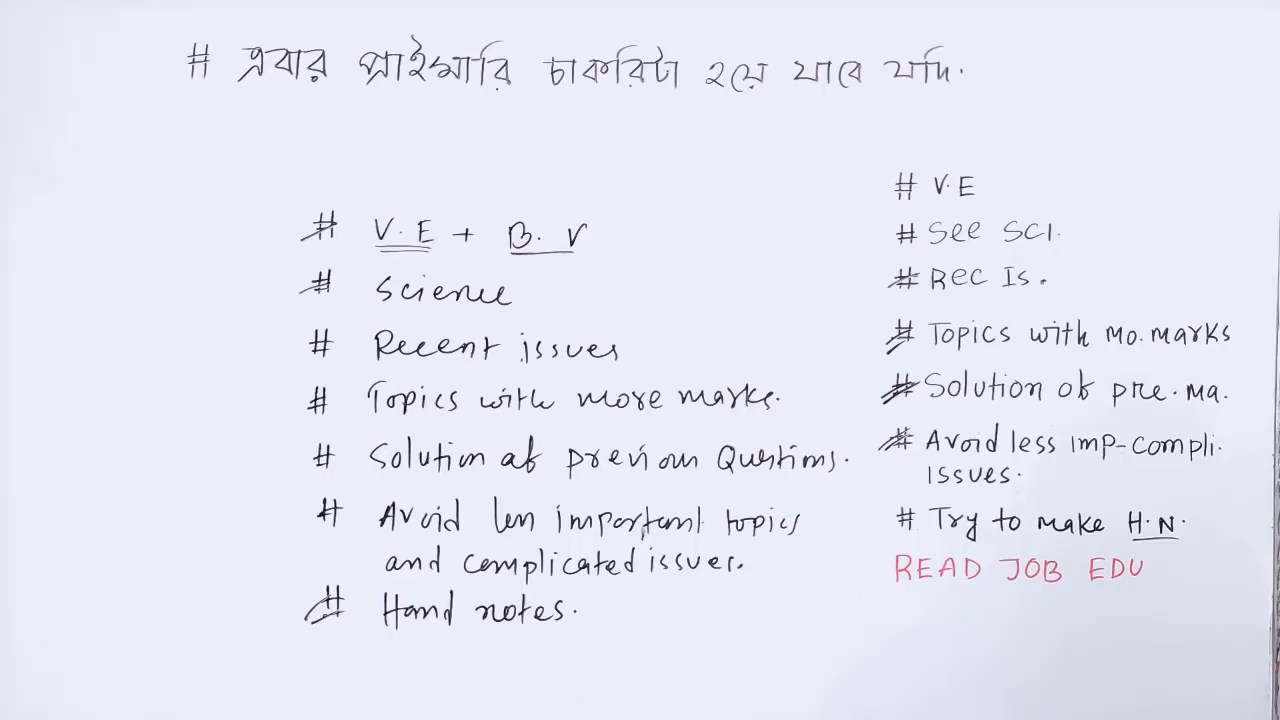 # এবার প্রাইমারি চাকরিটা হয়ে যাবে যদি.
# V. E + B. V
# Science
# Recent issues
# Topics with more marks.
# Solution of previous Questions.
# Avoid less important topics
and complicated issues.
# Hand notes.
# V. E
# See SCI.
# Rec Is.
# Topics with Mo. marks
# Solution of pre. ma.
# Avoid less imp-compli.
issues.
# Try to make H. N.
READ JOB EDU